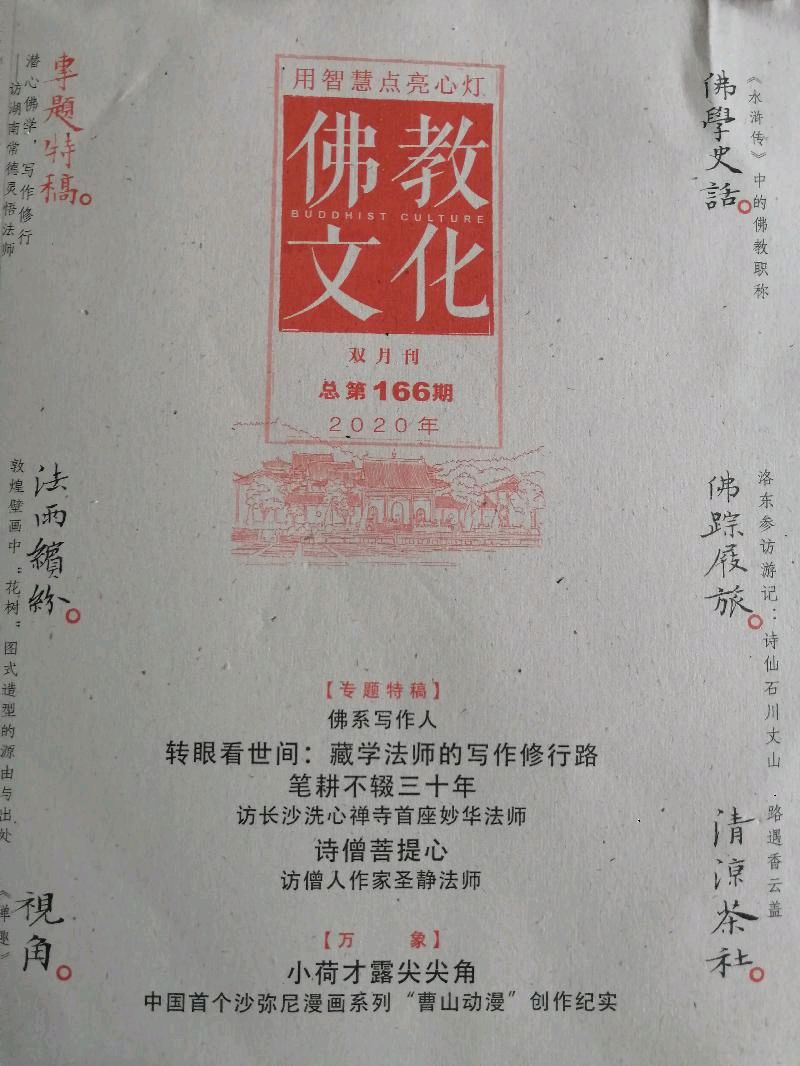 用智慧点亮心灯
佛教
BUDDHIST CULTURE
文化
双月刊
总第166期
2020年
專題特稿
潜心佛学，写作修行
——访湖南常德灵悟法师
佛學史話
《水浒传》中的佛教职称
法雨繽紛
敦煌壁画中“花树”图式造型的源由与出处
佛踪履旅
洛东参访游记：诗仙石川丈山
視角
《禅趣》
清涼茶社
路遇香云盖
【专题特稿】
佛系写作人
转眼看世间：藏学法师的写作修行路
笔耕不辍三十年
访长沙洗心禅寺首座妙华法师
诗僧菩提心
访僧人作家圣静法师
【万 象】
小荷才露尖尖角
中国首个沙弥尼漫画系列“曹山动漫”创作纪实